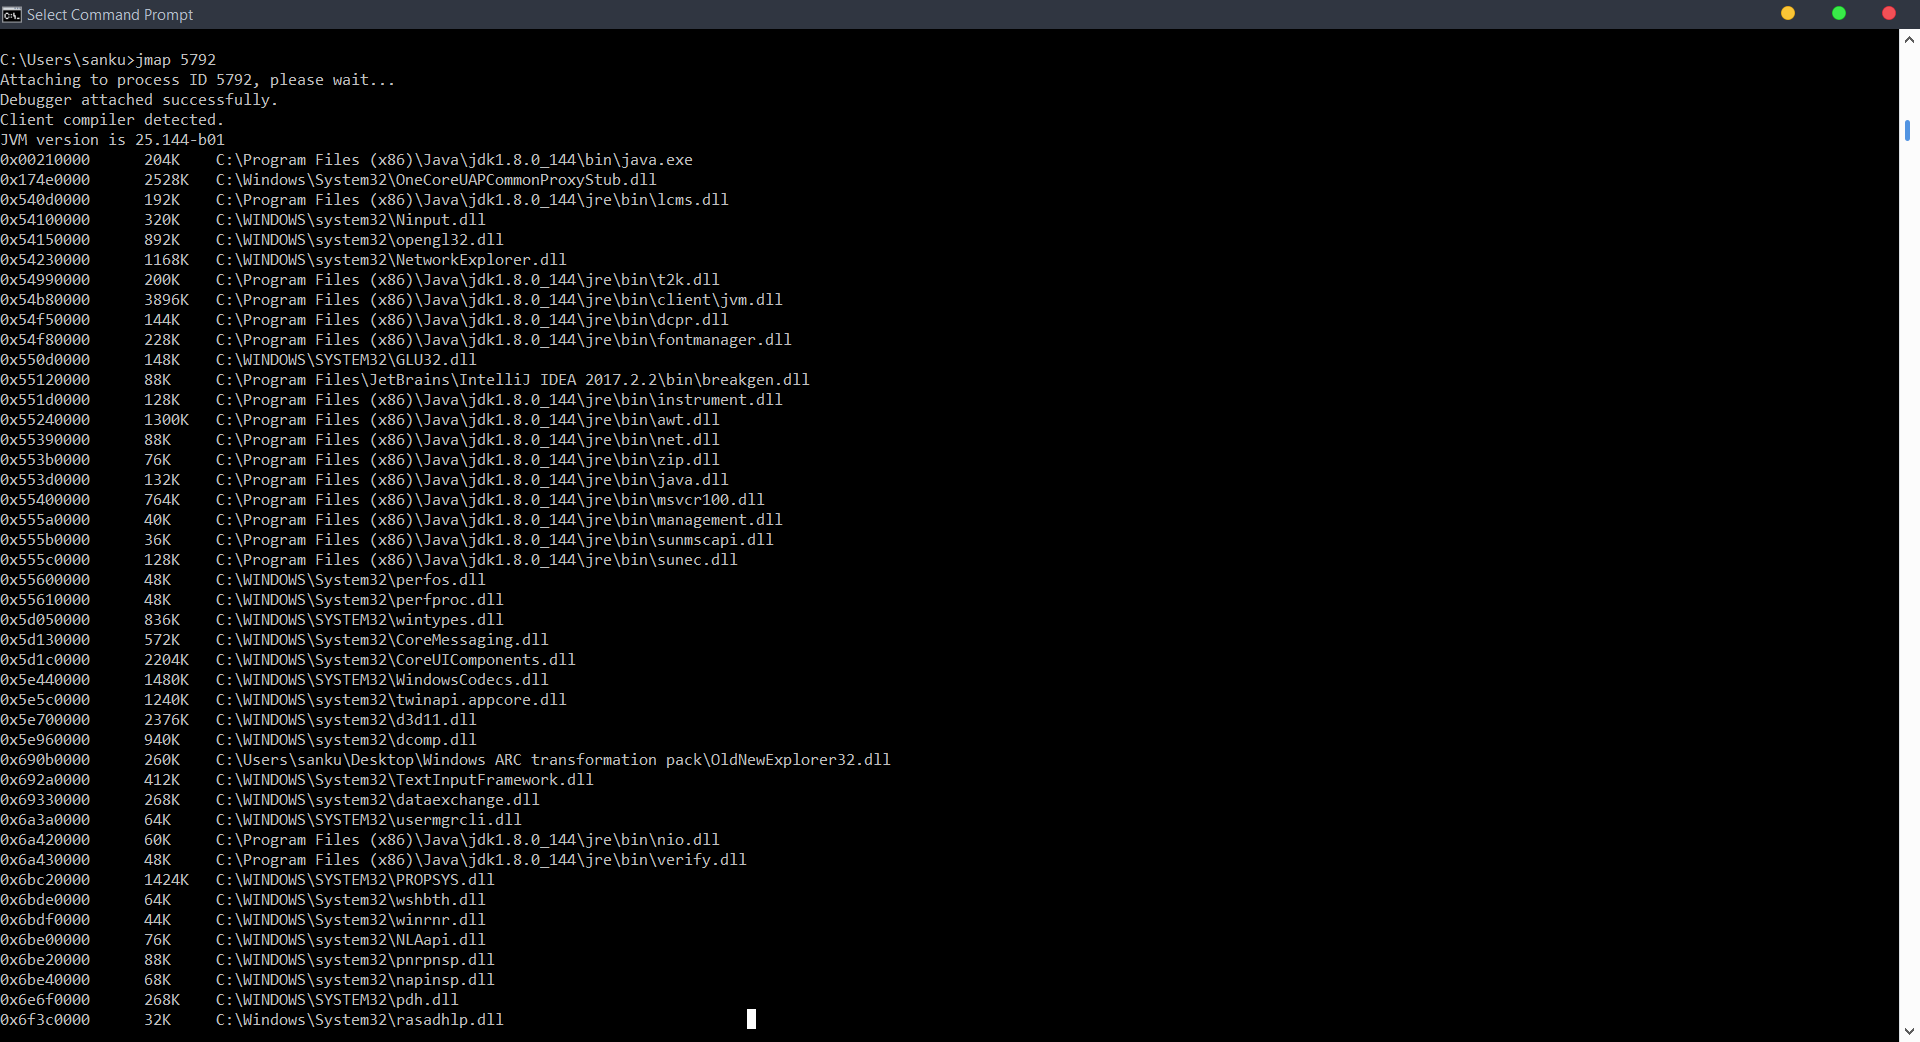 Select Command Prompt
C:\Users\sanku>jmap 5792
Attaching to process ID 5792, please wait...
Debugger attached successfully.
Client compiler detected.
JVM version is 25.144-b01
0x00210000      204K    C:\Program Files (x86)\Java\jdk1.8.0_144\bin\java.exe
0x174e0000      2528K   C:\Windows\System32\OneCoreUAPCommonProxyStub.dll
0x540d0000      192K    C:\Program Files (x86)\Java\jdk1.8.0_144\jre\bin\lcms.dll
0x54100000      320K    C:\WINDOWS\system32\Ninput.dll
0x54150000      892K    C:\WINDOWS\system32\opengl32.dll
0x54230000      1168K   C:\WINDOWS\system32\NetworkExplorer.dll
0x54990000      200K    C:\Program Files (x86)\Java\jdk1.8.0_144\jre\bin\t2k.dll
0x54b80000      3896K   C:\Program Files (x86)\Java\jdk1.8.0_144\jre\bin\client\jvm.dll
0x54f50000      144K    C:\Program Files (x86)\Java\jdk1.8.0_144\jre\bin\dcpr.dll
0x54f80000      228K    C:\Program Files (x86)\Java\jdk1.8.0_144\jre\bin\fontmanager.dll
0x550d0000      148K    C:\WINDOWS\SYSTEM32\GLU32.dll
0x55120000      88K     C:\Program Files\JetBrains\IntelliJ IDEA 2017.2.2\bin\breakgen.dll
0x551d0000      128K    C:\Program Files (x86)\Java\jdk1.8.0_144\jre\bin\instrument.dll
0x55240000      1300K   C:\Program Files (x86)\Java\jdk1.8.0_144\jre\bin\awt.dll
0x55390000      88K     C:\Program Files (x86)\Java\jdk1.8.0_144\jre\bin\net.dll
0x553b0000      76K     C:\Program Files (x86)\Java\jdk1.8.0_144\jre\bin\zip.dll
0x553d0000      132K    C:\Program Files (x86)\Java\jdk1.8.0_144\jre\bin\java.dll
0x55400000      764K    C:\Program Files (x86)\Java\jdk1.8.0_144\jre\bin\msvcr100.dll
0x555a0000      40K     C:\Program Files (x86)\Java\jdk1.8.0_144\jre\bin\management.dll
0x555b0000      36K     C:\Program Files (x86)\Java\jdk1.8.0_144\jre\bin\sunmscapi.dll
0x555c0000      128K    C:\Program Files (x86)\Java\jdk1.8.0_144\jre\bin\sunec.dll
0x55600000      48K     C:\WINDOWS\System32\perfos.dll
0x55610000      48K     C:\WINDOWS\System32\perfproc.dll
0x5d050000      836K    C:\WINDOWS\SYSTEM32\wintypes.dll
0x5d130000      572K    C:\WINDOWS\System32\CoreMessaging.dll
0x5d1c0000      2204K   C:\WINDOWS\System32\CoreUIComponents.dll
0x5e440000      1480K   C:\WINDOWS\SYSTEM32\WindowsCodecs.dll
0x5e5c0000      1240K   C:\WINDOWS\system32\twinapi.appcore.dll
0x5e700000      2376K   C:\WINDOWS\system32\d3d11.dll
0x5e960000      940K    C:\WINDOWS\system32\dcomp.dll
0x690b0000      260K    C:\Users\sanku\Desktop\Windows ARC transformation pack\OldNewExplorer32.dll
0x692a0000      412K    C:\WINDOWS\System32\TextInputFramework.dll
0x69330000      268K    C:\WINDOWS\system32\dataexchange.dll
0x6a3a0000      64K     C:\WINDOWS\SYSTEM32\usermgrcli.dll
0x6a420000      60K     C:\Program Files (x86)\Java\jdk1.8.0_144\jre\bin\nio.dll
0x6a430000      48K     C:\Program Files (x86)\Java\jdk1.8.0_144\jre\bin\verify.dll
0x6bc20000      1424K   C:\WINDOWS\SYSTEM32\PROPSYS.dll
0x6bde0000      64K     C:\WINDOWS\System32\wshbth.dll
0x6bdf0000      44K     C:\WINDOWS\System32\winrnr.dll
0x6be00000      76K     C:\WINDOWS\system32\NLAapi.dll
0x6be20000      88K     C:\WINDOWS\system32\pnrpnsp.dll
0x6be40000      68K     C:\WINDOWS\system32\napinsp.dll
0x6e6f0000      268K    C:\WINDOWS\SYSTEM32\pdh.dll
0x6f3c0000      32K     C:\Windows\System32\rasadhlp.dll